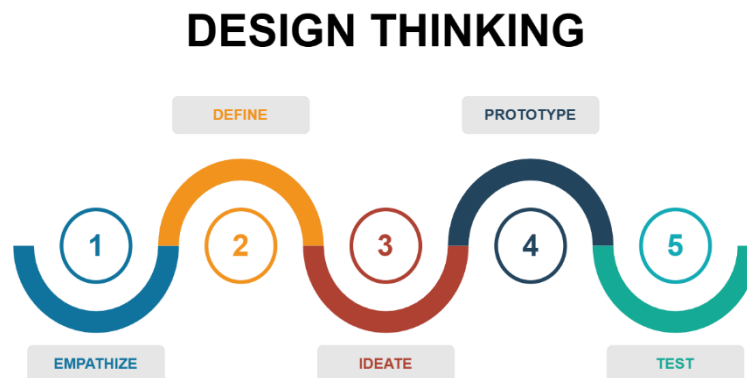 DESIGN THINKING
DEFINE
PROTOTYPE
1
2
3
4
5
EMPATHIZE
IDEATE
TEST